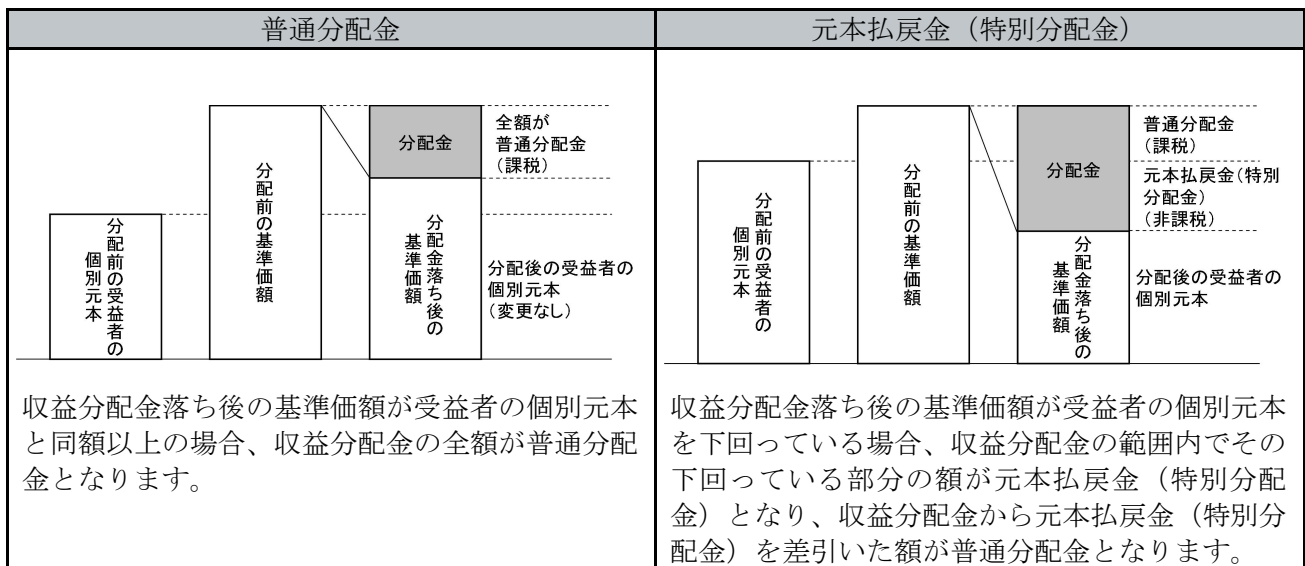 普通分配金
分配前の受益者の
個別元本
分配前の基準価額
分配金
分配金落ち後の
基準価額
全額が
普通分配金
(課税)
分配後の受益者の
個別元本
(変更なし)
収益分配金落ち後の基準価額が受益者の個別元本
と同額以上の場合、収益分配金の全額が普通分配
金となります。
元本払戻金（特別分配金）
分配前の受益者の
個別元本
分配前の基準価額
分配金
分配金落ち後の
基準価額
普通分配金
(課税)
元本払戻金(特別
分配金)
(非課税)
分配後の受益者の
個別元本
収益分配金落ち後の基準価額が受益者の個別元本
を下回っている場合、収益分配金の範囲内でその
下回っている部分の額が元本払戻金（特別分配
金）となり、収益分配金から元本払戻金（特別分
配金）を差引いた額が普通分配金となります。